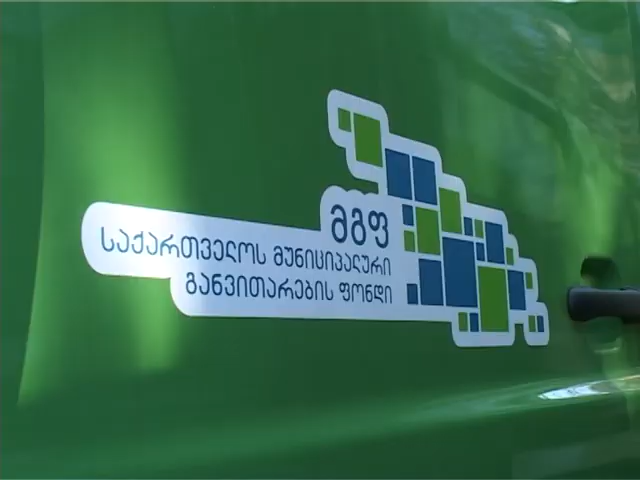 მგფ
საქართველოს მუნიციპალური
განვითარების ფონდი